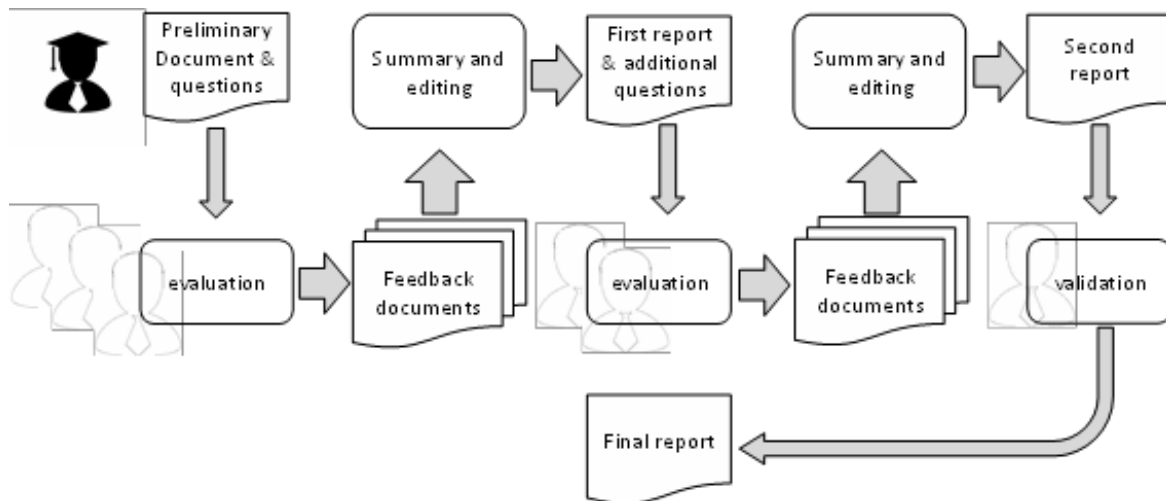 Preliminary
Document &
questions
Summary and
editing
First report
& additional
questions
Summary and
editing
Second
report
evaluation
Feedback
documents
evaluation
Feedback
documents
validation
Final report